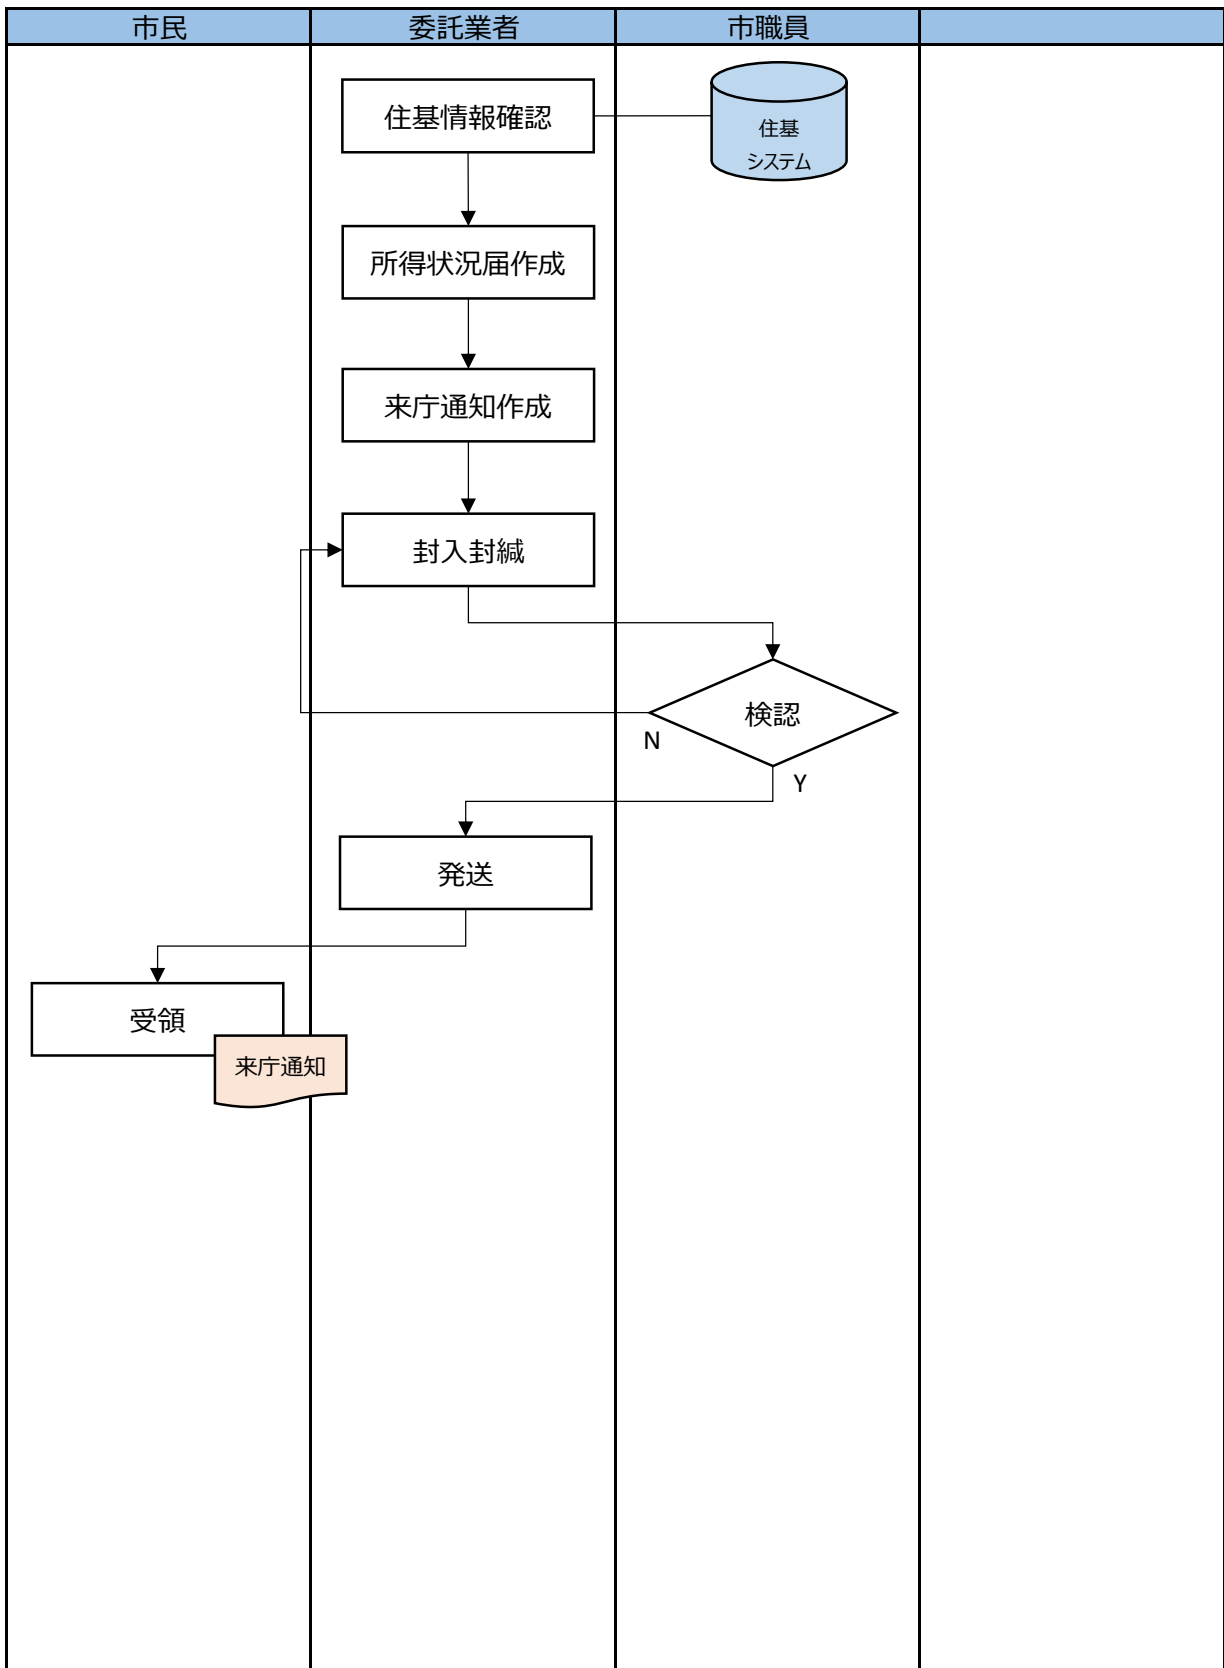 市民
委託業者
市職員
住基情報確認
住基
システム
所得状況届作成
来庁通知作成
封入封緘
検認
N
Y
発送
受領
来庁通知